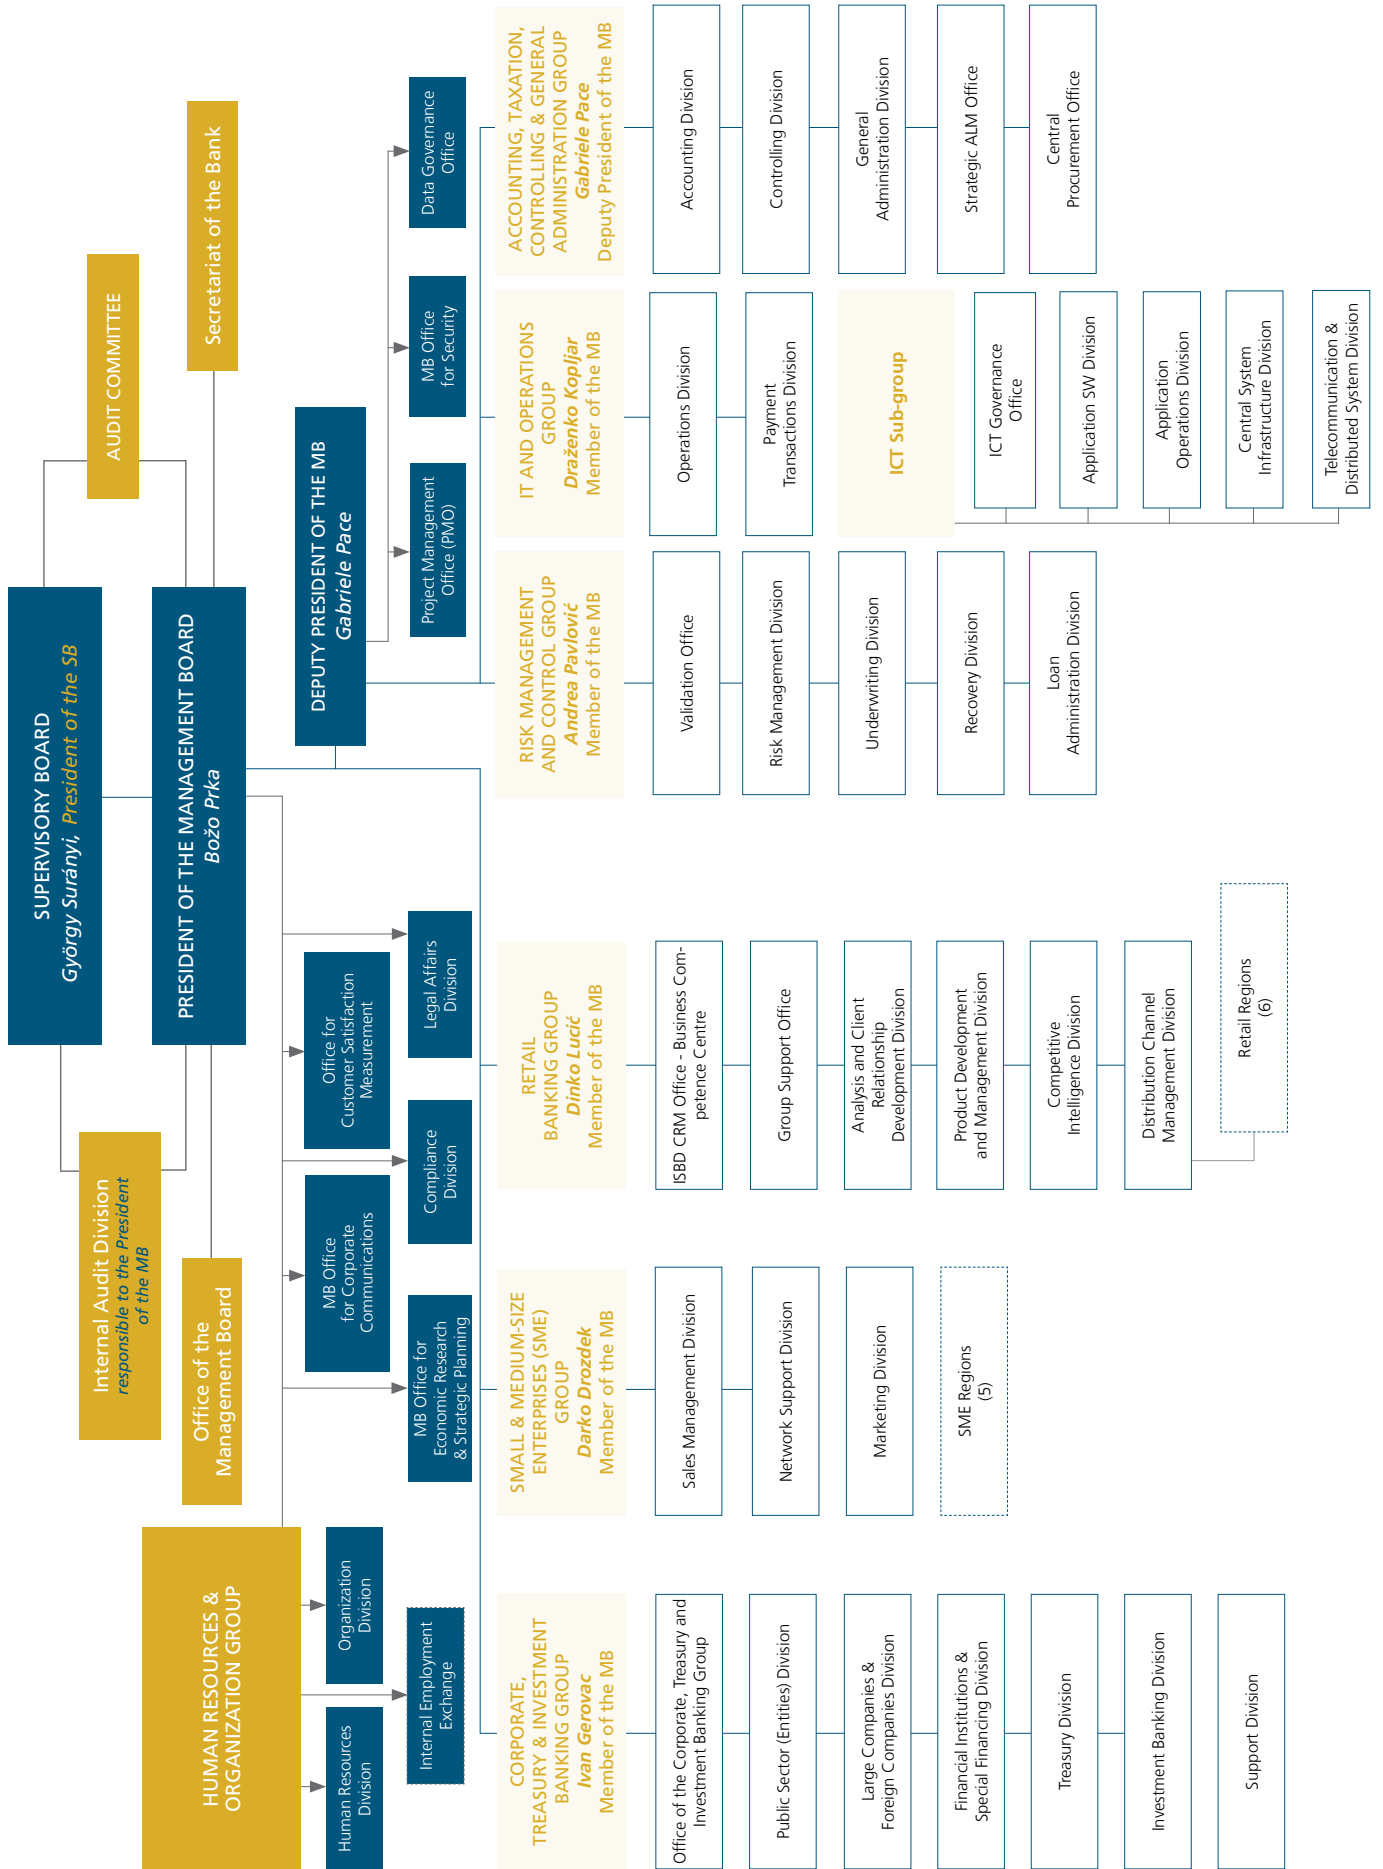 SUPERVISORY BOARD
György Surányi, President of the SB
AUDIT COMMITTEE
Internal Audit Division
responsible to the President
of the MB
PRESIDENT OF THE MANAGEMENT BOARD
Božo Prka
Office of the
Management Board
Secretariat of the Bank
HUMAN RESOURCES &
ORGANIZATION GROUP
Human Resources
Division
Organization
Division
Internal Employment
Exchange
MB Office
for Corporate
Communications
Office for
Customer Satisfaction
Measurement
MB Office for
Economic Research
& Strategic Planning
Compliance
Division
Legal Affairs
Division
DEPUTY PRESIDENT OF THE MB
Gabriele Pace
Project Management
Office (PMO)
MB Office
for Security
Data Governance
Office
CORPORATE,
TREASURY & INVESTMENT
BANKING GROUP
Ivan Gerovac
Member of the MB
Office of the Corporate, Treasury and
Investment Banking Group
Public Sector (Entities) Division
Large Companies &
Foreign Companies Division
Financial Institutions &
Special Financing Division
Treasury Division
Investment Banking Division
Support Division
SMALL & MEDIUM-SIZE
ENTERPRISES (SME)
GROUP
Darko Drozdek
Member of the MB
Sales Management Division
Network Support Division
Marketing Division
SME Regions
(5)
RETAIL
BANKING GROUP
Dinko Lucić
Member of the MB
ISBD CRM Office - Business Com-
petence Centre
Group Support Office
Analysis and Client
Relationship
Development Division
Product Development
and Management Division
Competitive
Intelligence Division
Distribution Channel
Management Division
Retail Regions
(6)
RISK MANAGEMENT
AND CONTROL GROUP
Andrea Pavlović
Member of the MB
Validation Office
Risk Management Division
Underwriting Division
Recovery Division
Loan
Administration Division
IT AND OPERATIONS
GROUP
Draženko Kopljar
Member of the MB
Operations Division
Payment
Transactions Division
ICT Sub-group
ICT Governance
Office
Application SW Division
Application
Operations Division
Central System
Infrastructure Division
Telecommunication &
Distributed System Division
ACCOUNTING, TAXATION,
CONTROLLING & GENERAL
ADMINISTRATION GROUP
Gabriele Pace
Deputy President of the MB
Accounting Division
Controlling Division
General
Administration Division
Strategic ALM Office
Central
Procurement Office